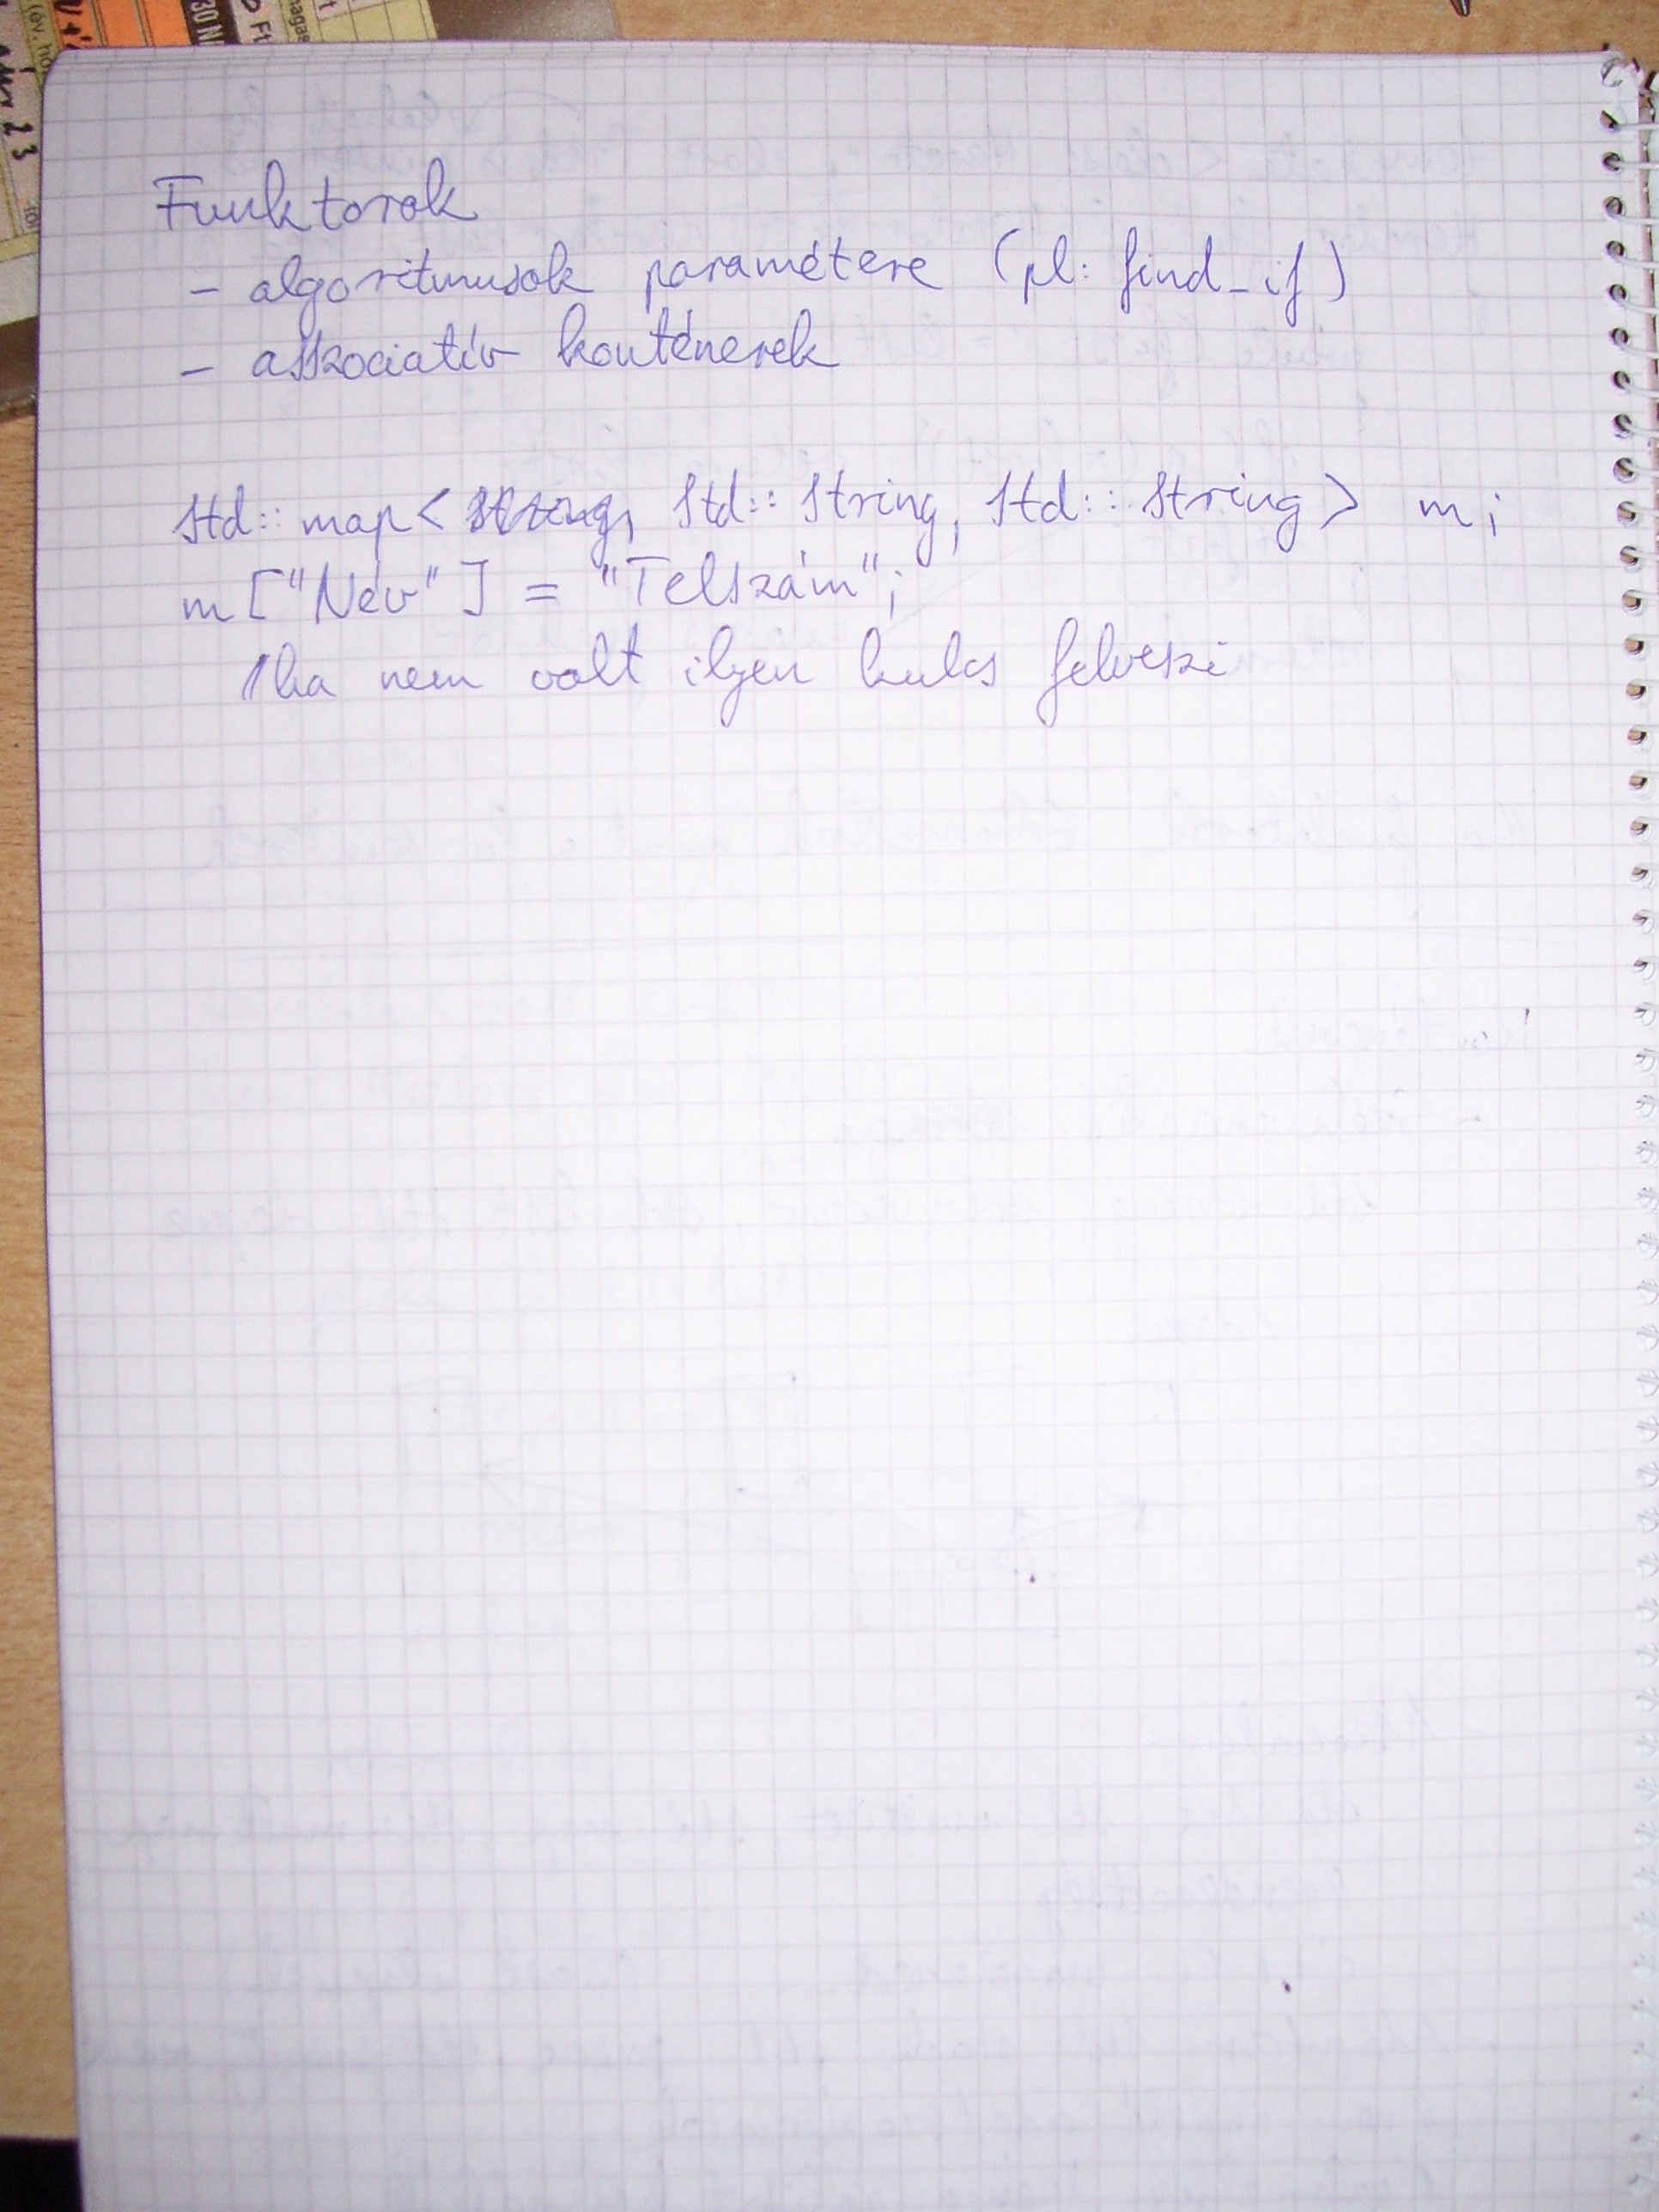 Funktorok
- algoritmusok paramétere (pl: find_if)
- asszociatív konténerek
std::map< std::string, std::string > m;
m["Név"] = "Telszám";
ha nem volt ilyen kulcs felveszi